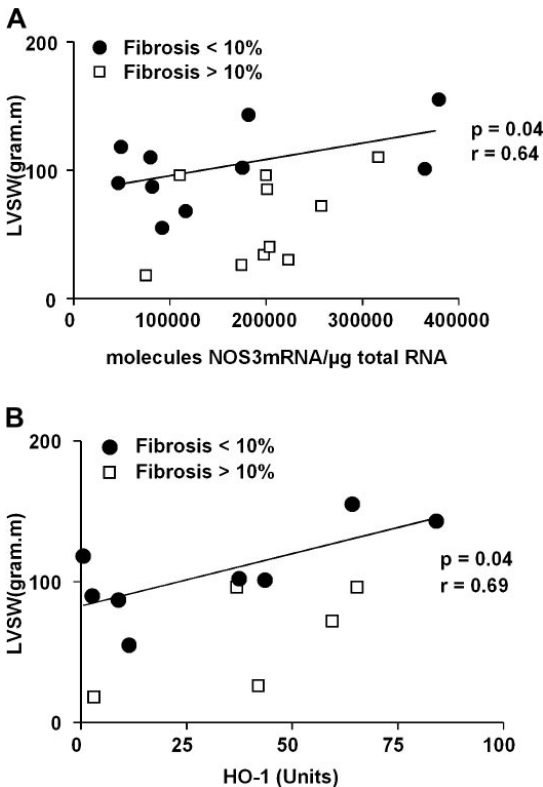 A
200
Fibrosis < 10%
Fibrosis > 10%
LVSW(gram.m)
p = 0.04
r = 0.64
100
0
0 100000 200000 300000 400000
molecules NOS3mRNA/µg total RNA
B
200
Fibrosis < 10%
Fibrosis > 10%
LVSW(gram.m)
p = 0.04
r = 0.69
100
0
0 25 50 75 100
HO-1 (Units)